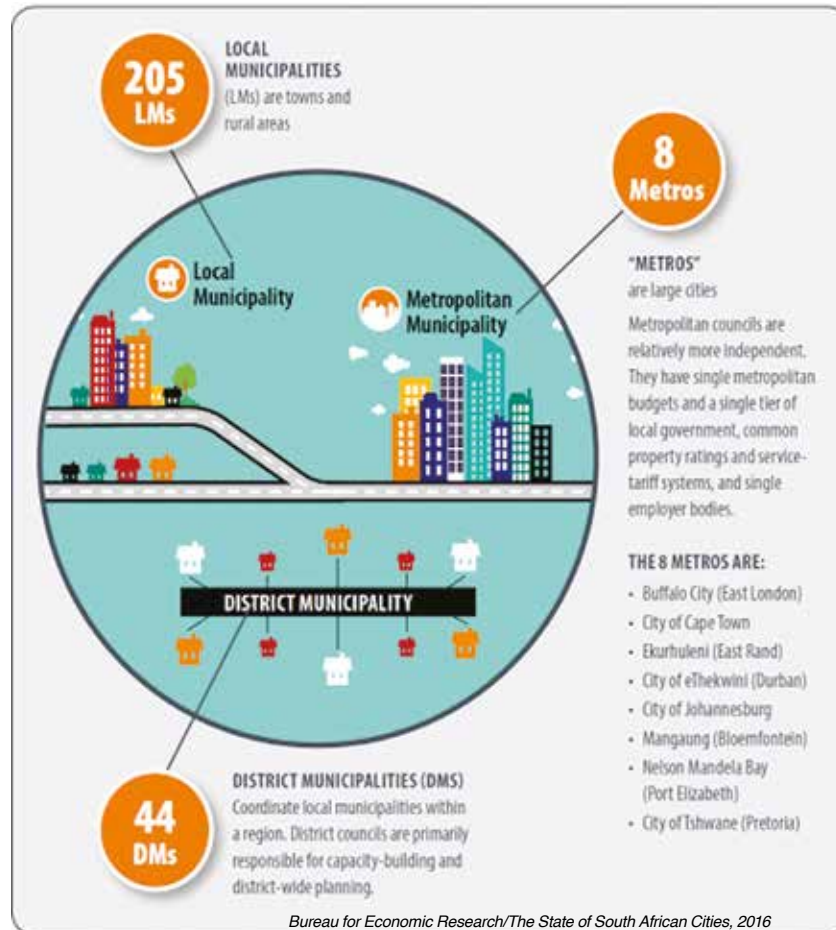 205
LMs
LOCAL
MUNICIPALITIES
(LMs) are towns and
rural areas
8
Metros
Local
Municipality
Metropolitan
Municipality
"METROS"
are large cities
Metropolitan councils are
relatively more independent.
They have single metropolitan
budgets and a single tier of
local government, common
property ratings and service-
tariff systems, and single
employer bodies.
THE 8 METROS ARE:
• Buffalo City (East London)
• City of Cape Town
• Ekurhuleni (East Rand)
• City of eThekwini (Durban)
• City of Johannesburg
• Mangaung (Bloemfontein)
• Nelson Mandela Bay
(Port Elizabeth)
• City of Tshwane (Pretoria)
DISTRICT MUNICIPALITY
44
DMs
DISTRICT MUNICIPALITIES (DMS)
Coordinate local municipalities within
a region. District councils are primarily
responsible for capacity-building and
district-wide planning.
Bureau for Economic Research/The State of South African Cities, 2016